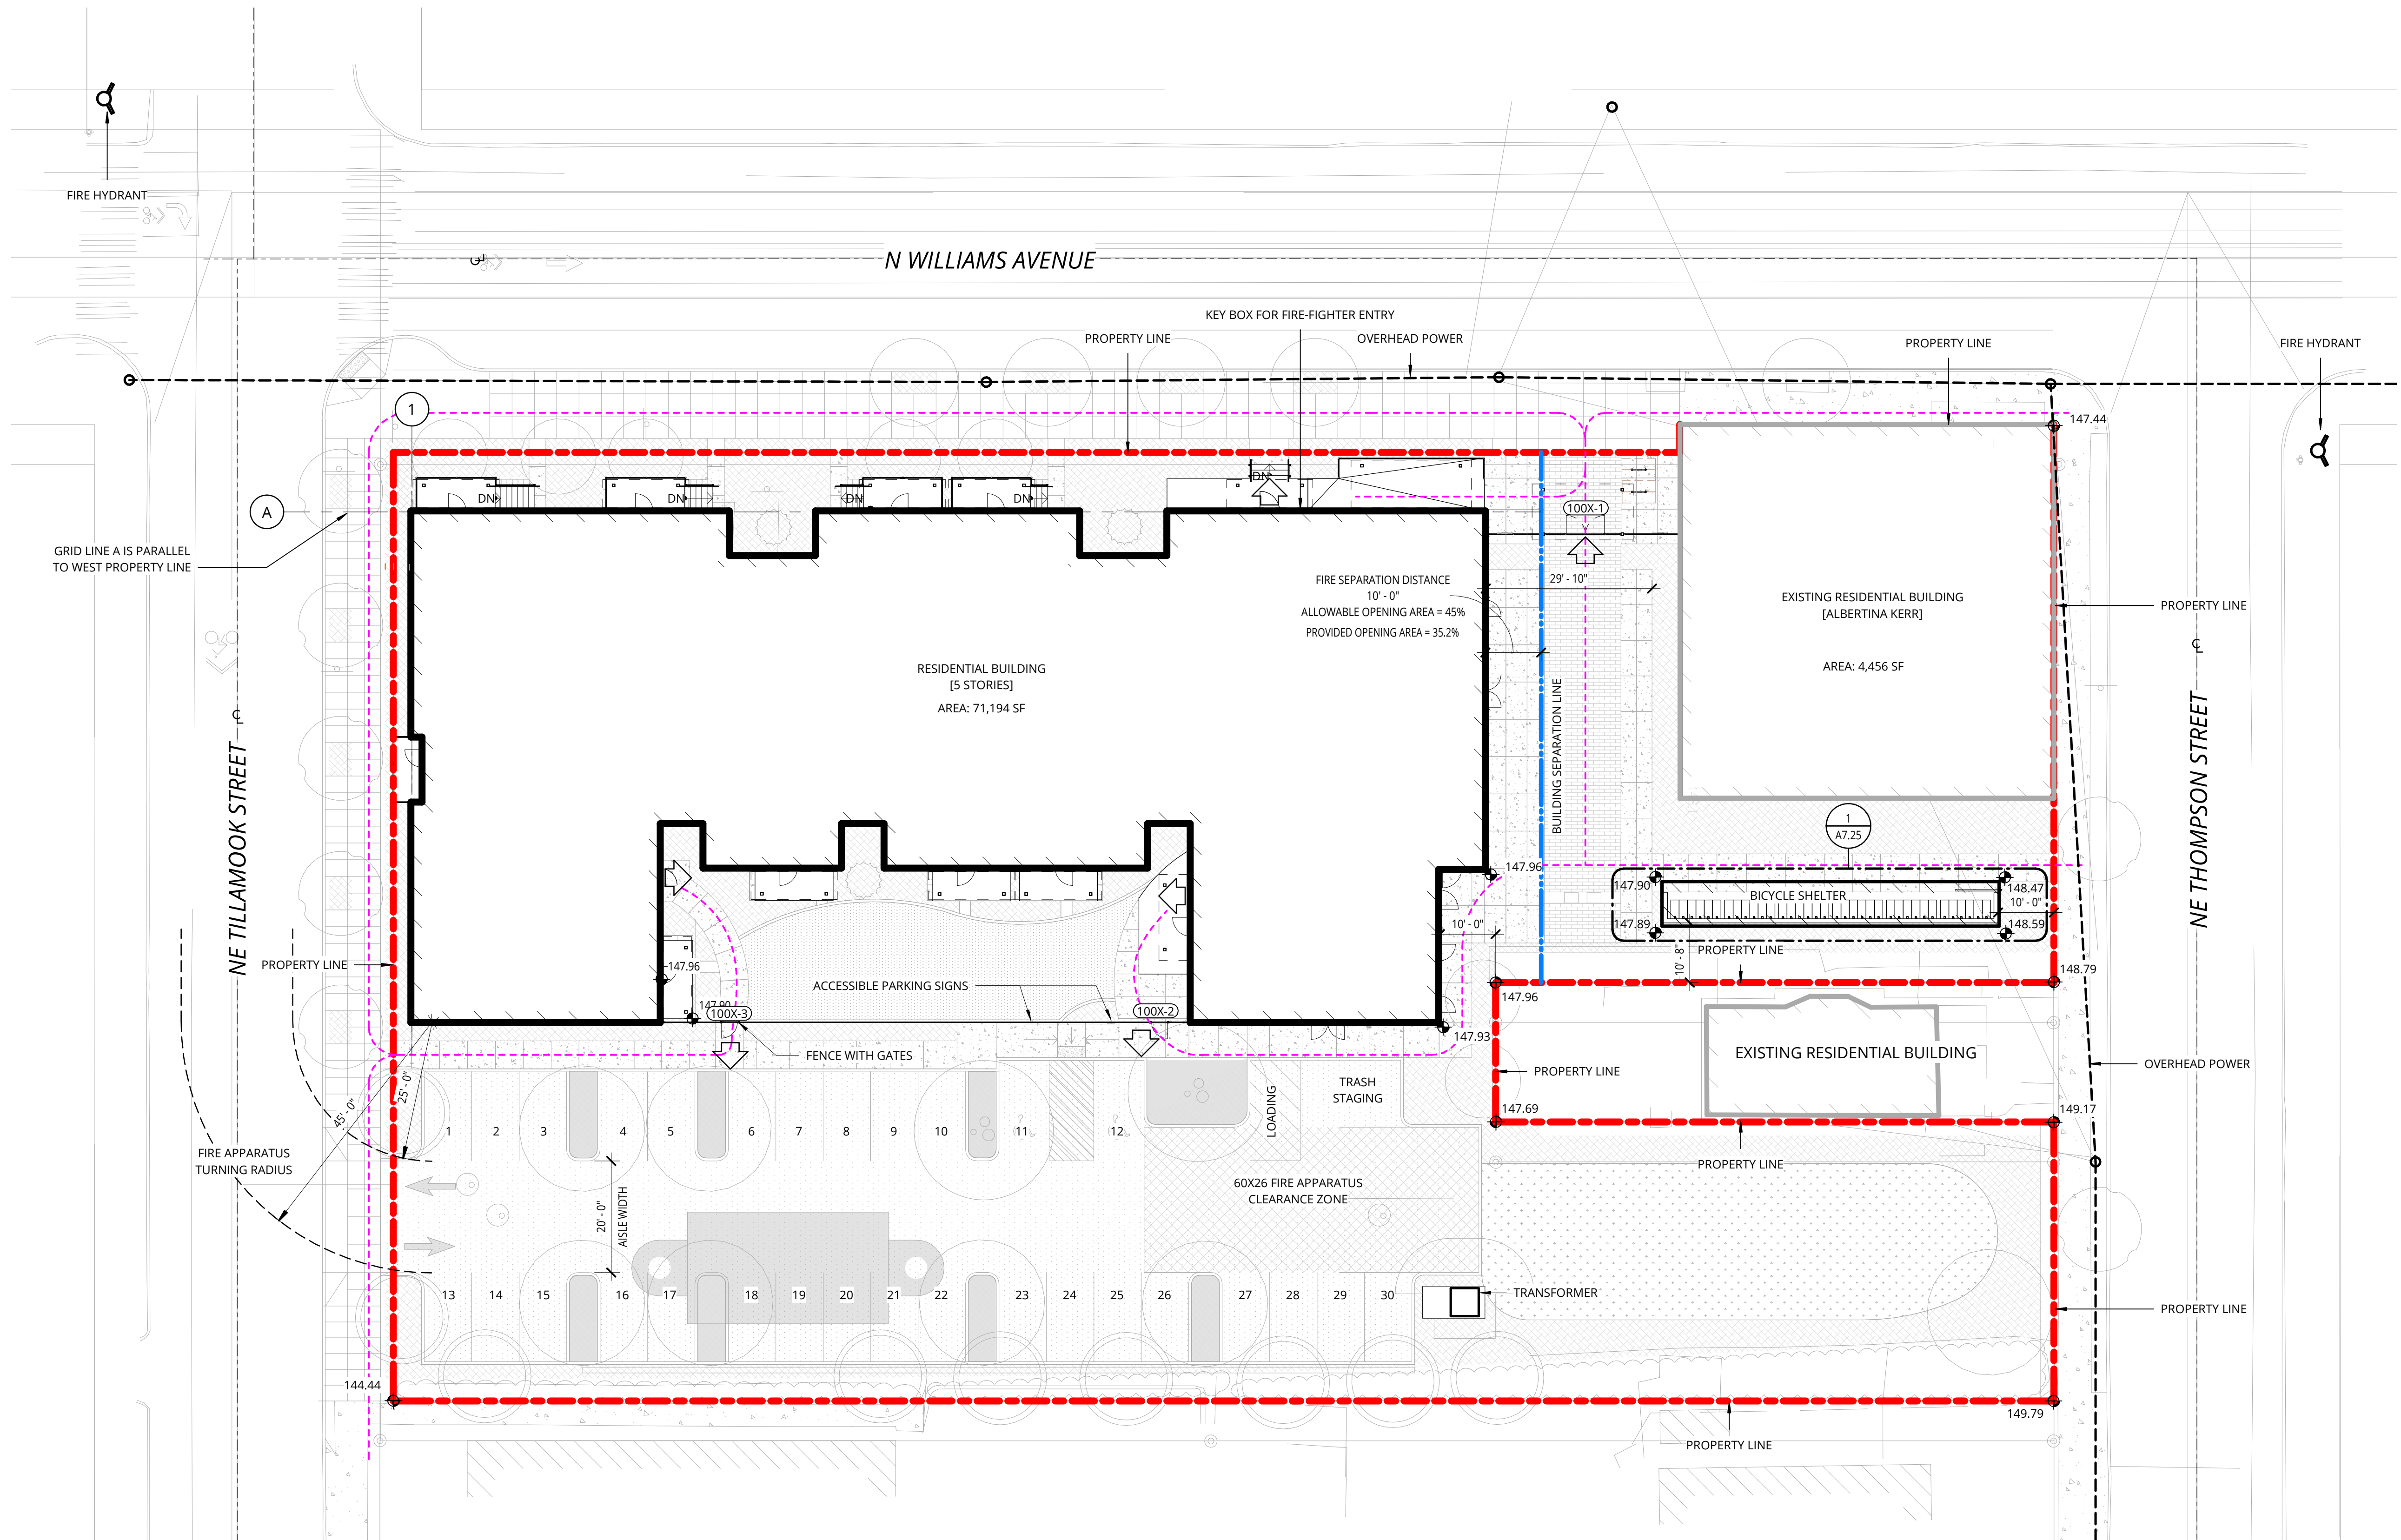 FIRE HYDRANT
N WILLIAMS AVENUE
KEY BOX FOR FIRE-FIGHTER ENTRY
PROPERTY LINE
OVERHEAD POWER
PROPERTY LINE
FIRE HYDRANT
1
147.44
A
DN
DN
DN
DN
DN
100X-1
GRID LINE A IS PARALLEL
TO WEST PROPERTY LINE
FIRE SEPARATION DISTANCE
10' - 0"
ALLOWABLE OPENING AREA = 45%
PROVIDED OPENING AREA = 35.2%
29' - 10"
EXISTING RESIDENTIAL BUILDING
[ALBERTINA KERR]
AREA: 4,456 SF
PROPERTY LINE
RESIDENTIAL BUILDING
[5 STORIES]
AREA: 71,194 SF
BUILDING SEPARATION LINE
NE TILLAMOOK STREET
NE THOMPSON STREET
1
A7.25
147.96
147.90
BICYCLE SHELTER
148.47
10' - 0"
147.89
148.59
10' - 0"
10' - 8"
PROPERTY LINE
PROPERTY LINE
147.96
147.90
100X-3
ACCESSIBLE PARKING SIGNS
100X-2
148.79
147.96
147.93
FENCE WITH GATES
EXISTING RESIDENTIAL BUILDING
PROPERTY LINE
OVERHEAD POWER
45' - 0"
25' - 0"
LOADING
TRASH
STAGING
147.69
149.17
1
2
3
4
5
6
7
8
9
10
11
12
FIRE APPARATUS
TURNING RADIUS
PROPERTY LINE
60X26 FIRE APPARATUS
CLEARANCE ZONE
20' - 0"
AISLE WIDTH
13
14
15
16
17
18
19
20
21
22
23
24
25
26
27
28
29
30
TRANSFORMER
PROPERTY LINE
144.44
149.79
PROPERTY LINE